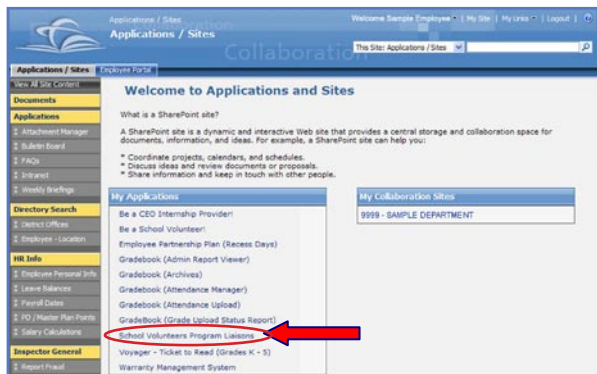 Applications / Sites
Welcome Sample Employee | My Site | My Links | Logout |
Applications / Sites
Collaboration
This Site: Applications / Sites
Applications / Sites
Employee Portal
View All Site Content
Documents
Applications
Attachment Manager
Bulletin Board
FAQs
Intranet
Weekly Briefings
Directory Search
District Offices
Employee - Location
HR Info
Employee Personal Info
Leave Balances
Payroll Dates
PD / Master Plan Points
Salary Calculations
Inspector General
Report Fraud
Welcome to Applications and Sites
What is a SharePoint site?
A SharePoint site is a dynamic and interactive Web site that provides a central storage and collaboration space for
documents, information, and ideas. For example, a SharePoint site can help you:
* Coordinate projects, calendars, and schedules.
* Discuss ideas and review documents or proposals.
* Share information and keep in touch with other people.
My Applications
Be a CEO Internship Provider!
Be a School Volunteer!
Employee Partnership Plan (Recess Days)
Gradebook (Admin Report Viewer)
Gradebook (Archives)
Gradebook (Attendance Manager)
Gradebook (Attendance Upload)
GradeBook (Grade Upload Status Report)
School Volunteers Program Liaisons
Voyager - Ticket to Read (Grades K - 5)
Warranty Management System
My Collaboration Sites
9999 - SAMPLE DEPARTMENT